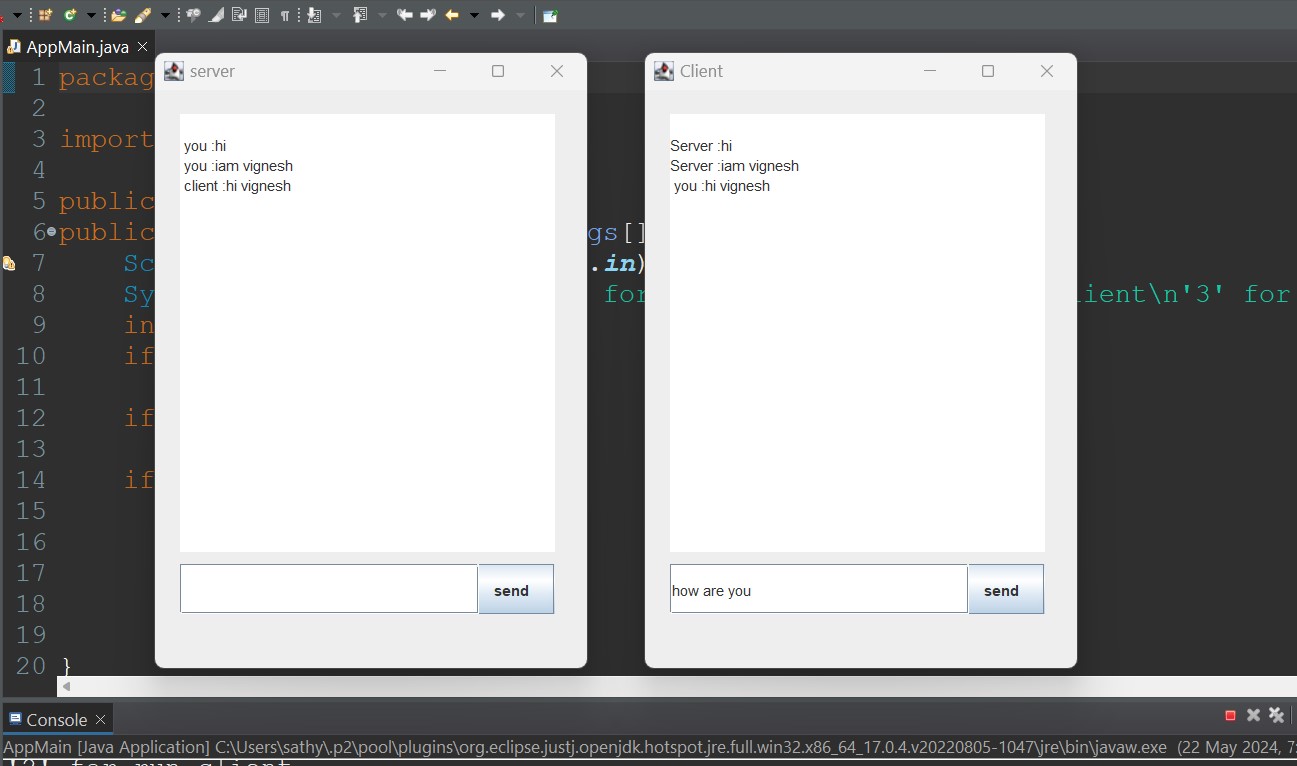 AppMain.java
server
Client
1 packag
2
3 import
4
5 public
6 public gs[]
7 Sc .in)
8 Sy for lient\n'3' for
9 in
10 if
11
12 if
13
14 if
15
16
17
18
19
20 }
you :hi
you :iam vignesh
client :hi vignesh
send
Server :hi
Server :iam vignesh
you :hi vignesh
how are you
send
Console
AppMain [Java Application] C:\Users\sathy\.p2\pool\plugins\org.eclipse.justj.openjdk.hotspot.jre.full.win32.x86_64_17.0.4.v20220805-1047\jre\bin\javaw.exe (22 May 2024, 7:
'2' for run client